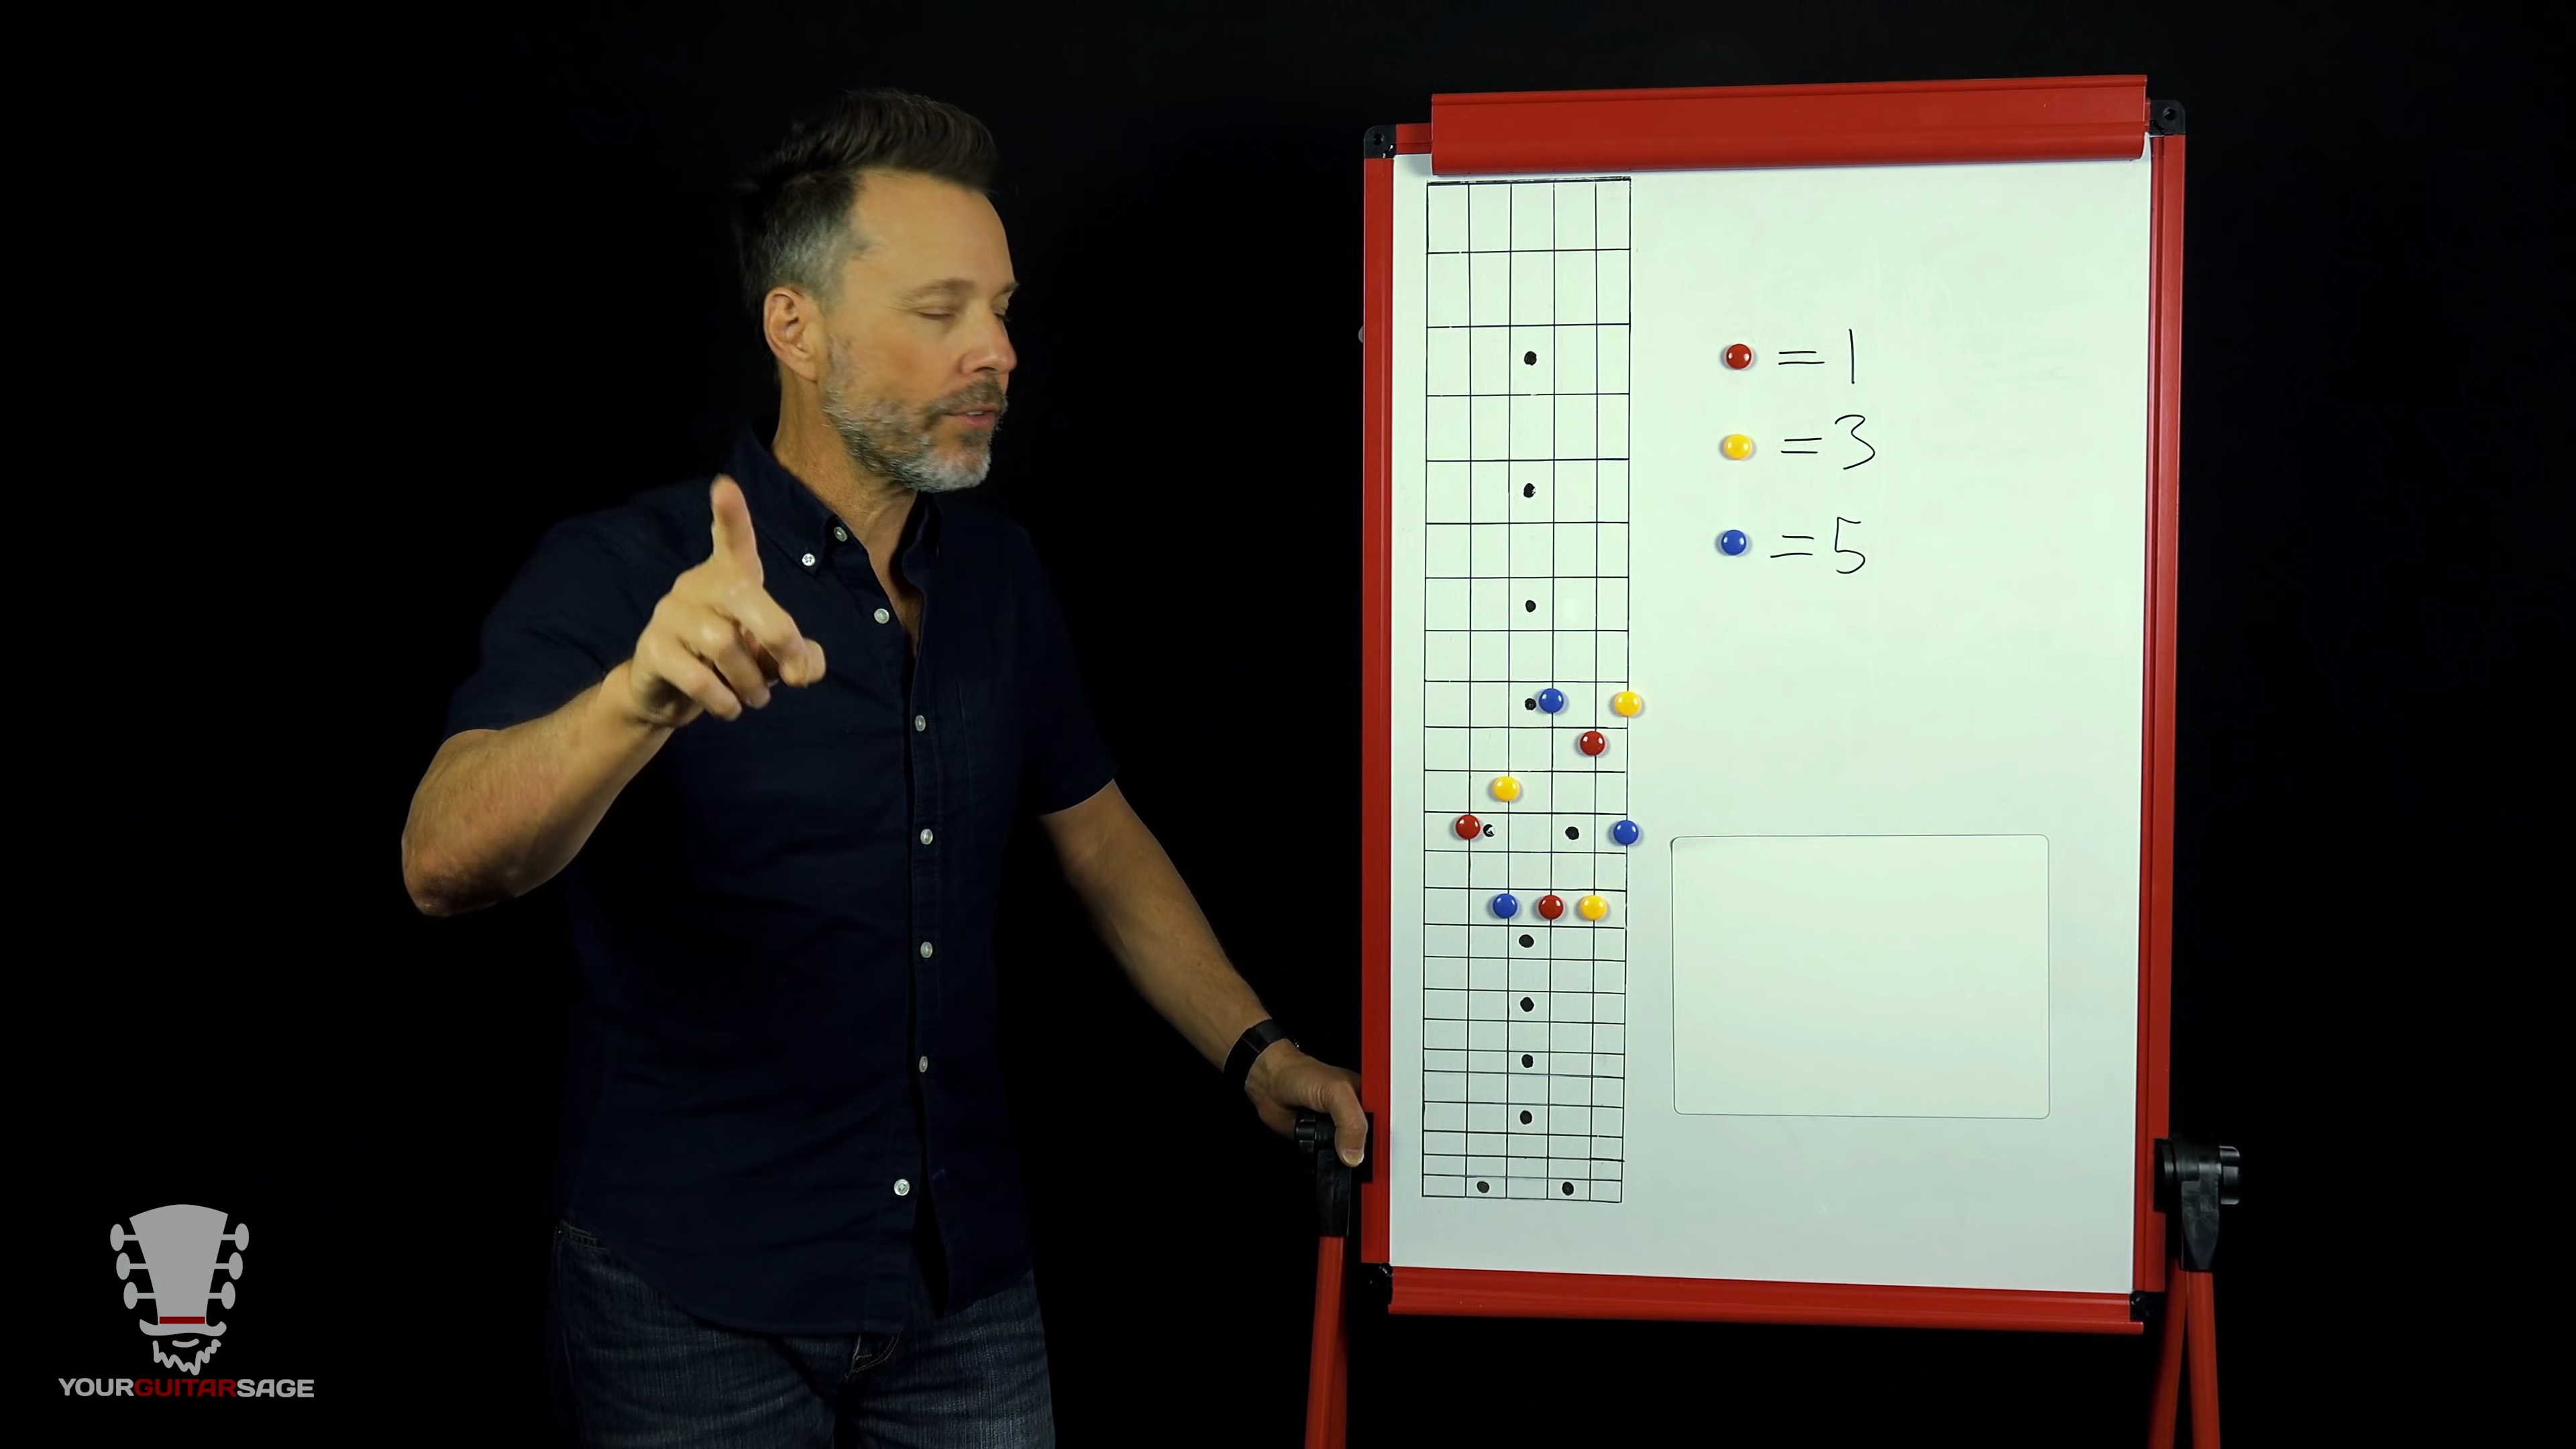 = 1
= 3
= 5
YOURGUITARSAGE